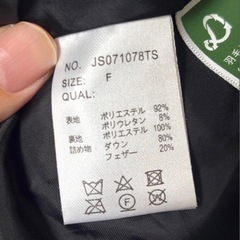 NO. JS071078TS
SIZE: F
QUAL:
表地 ポリエステル 92%
ポリウレタン 8%
裏地 ポリエステル 100%
詰め物 ダウン 80%
フェザー 20%
F
羽毛